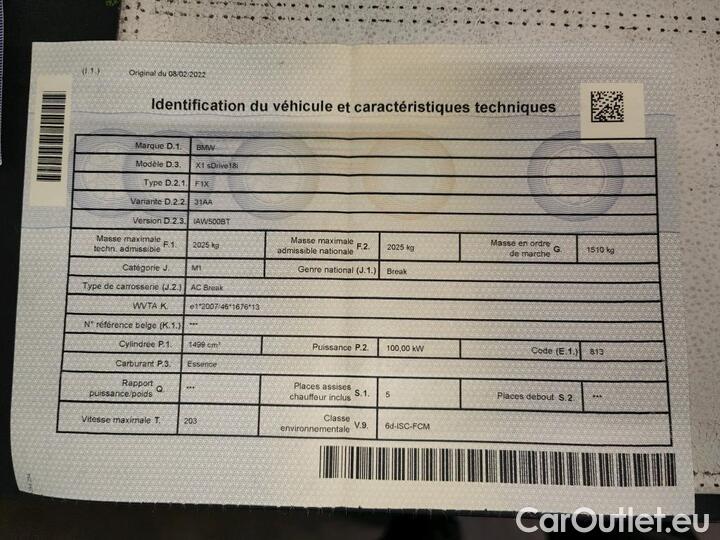 (I.1.) Original du 08/02/2022
Identification du véhicule et caractéristiques techniques
Marque D.1. BMW
Modèle D.3. X1 sDrive18i
Type D.2.1 F1X
Variante D.2.2. 31AA
Version D.2.3. IAW500BT
Masse maximale techn. admissible F.1. 2025 kg Masse maximale admissible nationale F.2. 2025 kg Masse en ordre de marche G. 1510 kg
Catégorie J. M1 Genre national (J.1.) Break
Type de carrosserie (J.2.) AC Break
WVTA K. e1*2007/46*1676*13
N° référence belge (K.1.) ***
Cylindrée P.1. 1499 cm³ Puissance P.2. 100,00 kW Code (E.1.) 813
Carburant P.3. Essence
Rapport puissance/poids Q. *** Places assises chauffeur inclus S.1. 5 Places debout S.2. ***
Vitesse maximale T. 203 Classe environnementale V.9. 6d-ISC-FCM
CarOutlet.eu